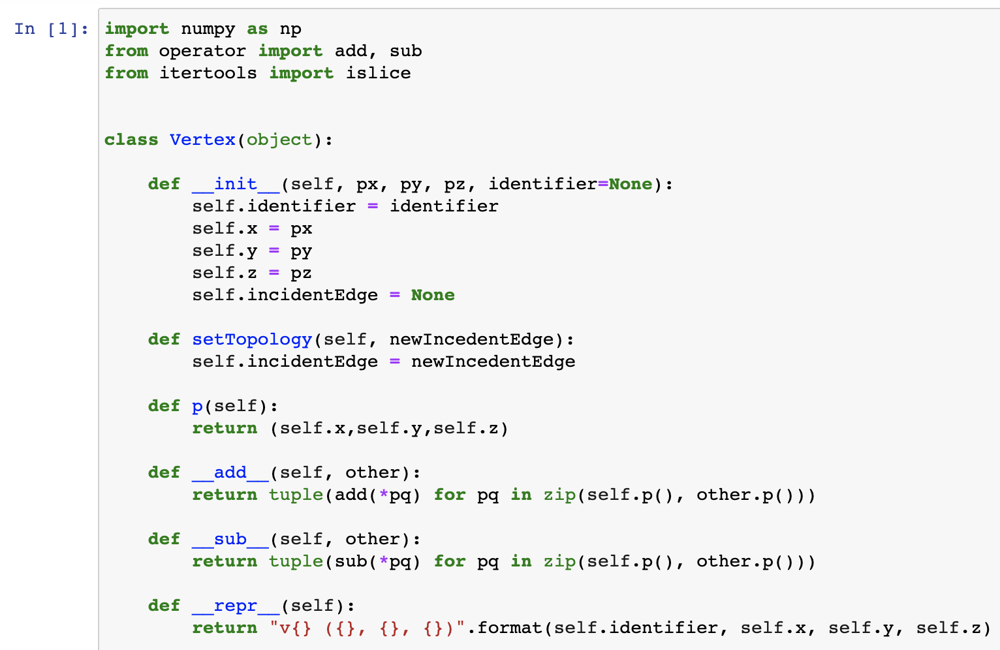 In [1]:
import numpy as np
from operator import add, sub
from itertools import islice
class Vertex(object):
def __init__(self, px, py, pz, identifier=None):
self.identifier = identifier
self.x = px
self.y = py
self.z = pz
self.incidentEdge = None
def setTopology(self, newIncedentEdge):
self.incidentEdge = newIncedentEdge
def p(self):
return (self.x,self.y,self.z)
def __add__(self, other):
return tuple(add(*pq) for pq in zip(self.p(), other.p()))
def __sub__(self, other):
return tuple(sub(*pq) for pq in zip(self.p(), other.p()))
def __repr__(self):
return "v{} ({}, {}, {})".format(self.identifier, self.x, self.y, self.z)